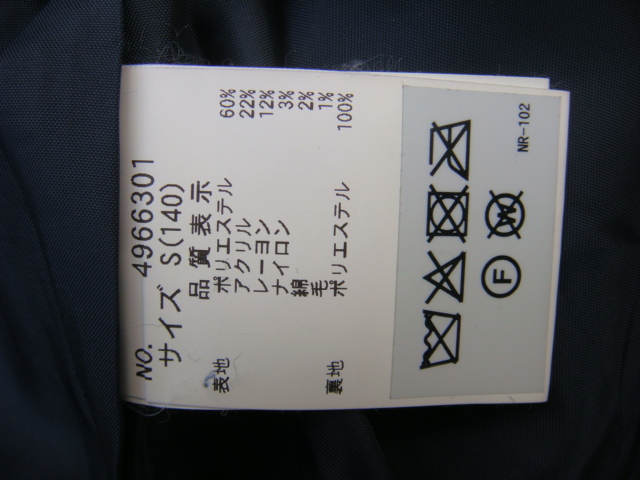 NO. 4966301
サイズ S(140)
品質表示
表地 ポリエステル 60%
アクリル 22%
レーヨン 12%
ナイロン 3%
綿 2%
毛 1%
裏地 ポリエステル 100%
F W
NR-102